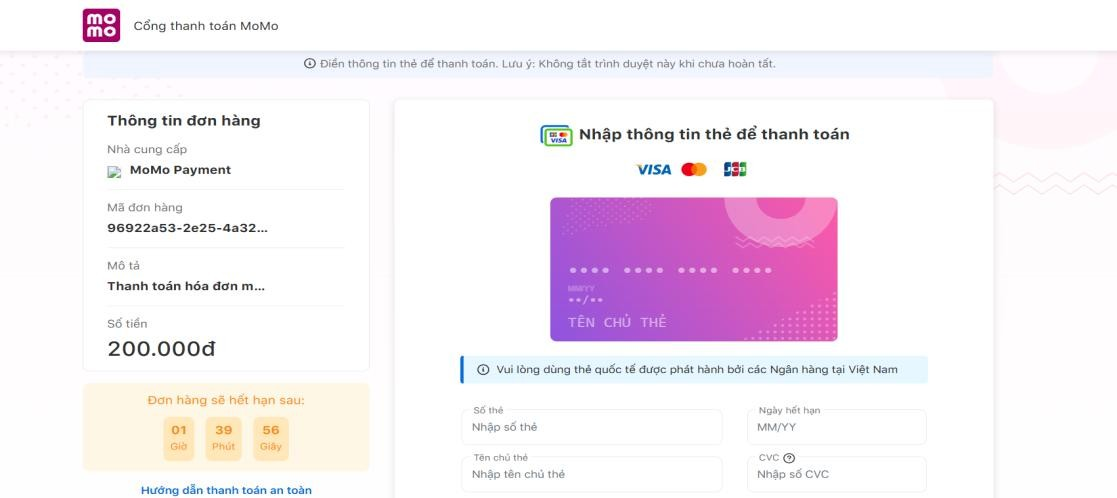 mo
mo
Cổng thanh toán MoMo
Điền thông tin thẻ để thanh toán. Lưu ý: Không tắt trình duyệt này khi chưa hoàn tất.
Thông tin đơn hàng
Nhà cung cấp
MoMo Payment
Mã đơn hàng
96922a53-2e25-4a32...
Mô tả
Thanh toán hóa đơn m...
Số tiền
200.000đ
Đơn hàng sẽ hết hạn sau:
01 39 56
Giờ Phút Giây
Hướng dẫn thanh toán an toàn
VISA
Nhập thông tin thẻ để thanh toán
VISA JCB
MM/YY
••/••
TÊN CHỦ THẺ
Vui lòng dùng thẻ quốc tế được phát hành bởi các Ngân hàng tại Việt Nam
Số thẻ
Nhập số thẻ
Ngày hết hạn
MM/YY
Tên chủ thẻ
Nhập tên chủ thẻ
CVC
Nhập số CVC